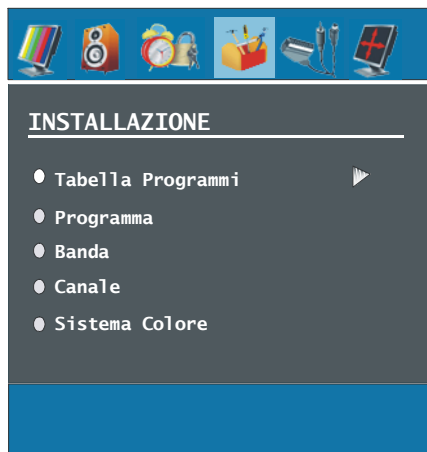 INSTALLAZIONE
Tabella Programmi
Programma
Banda
Canale
Sistema Colore